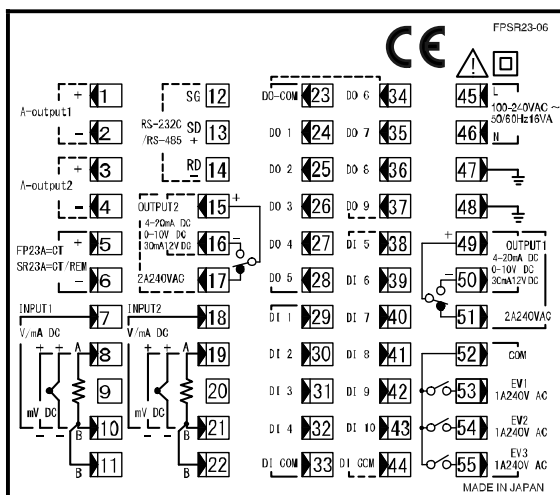 FPSR23-06
CE
A-output1
+ 1
- 2
A-output2
+ 3
- 4
FP23A=CT
SR23A=CT/REM
+ 5
- 6
INPUT1
V/mA DC
7
+ + A 8
9
mV DC
- - B 10
B 11
SG 12
RS-232C
/RS-485
SD
+
13
RD
-
14
OUTPUT2
4-20mA DC
0-10V DC
30mA12V DC
2A240VAC
15 +
16 -
17
INPUT2
V/mA DC
18
+ + A 19
20
mV DC
- - B 21
B 22
DO-COM 23
DO 1 24
DO 2 25
DO 3 26
DO 4 27
DO 5 28
DI 1 29
DI 2 30
DI 3 31
DI 4 32
DI COM 33
DO 6 34
DO 7 35
DO 8 36
DO 9 37
DI 5 38
DI 6 39
DI 7 40
DI 8 41
DI 9 42
DI 10 43
DI COM 44
45 L
100-240VAC ~
50/60Hz16VA
46 N
47
48
+ 49
OUTPUT1
4-20mA DC
0-10V DC
30mA12V DC
- 50
51 2A240VAC
52 COM
53 EV1
1A240V AC
54 EV2
1A240V AC
55 EV3
1A240V AC
MADE IN JAPAN